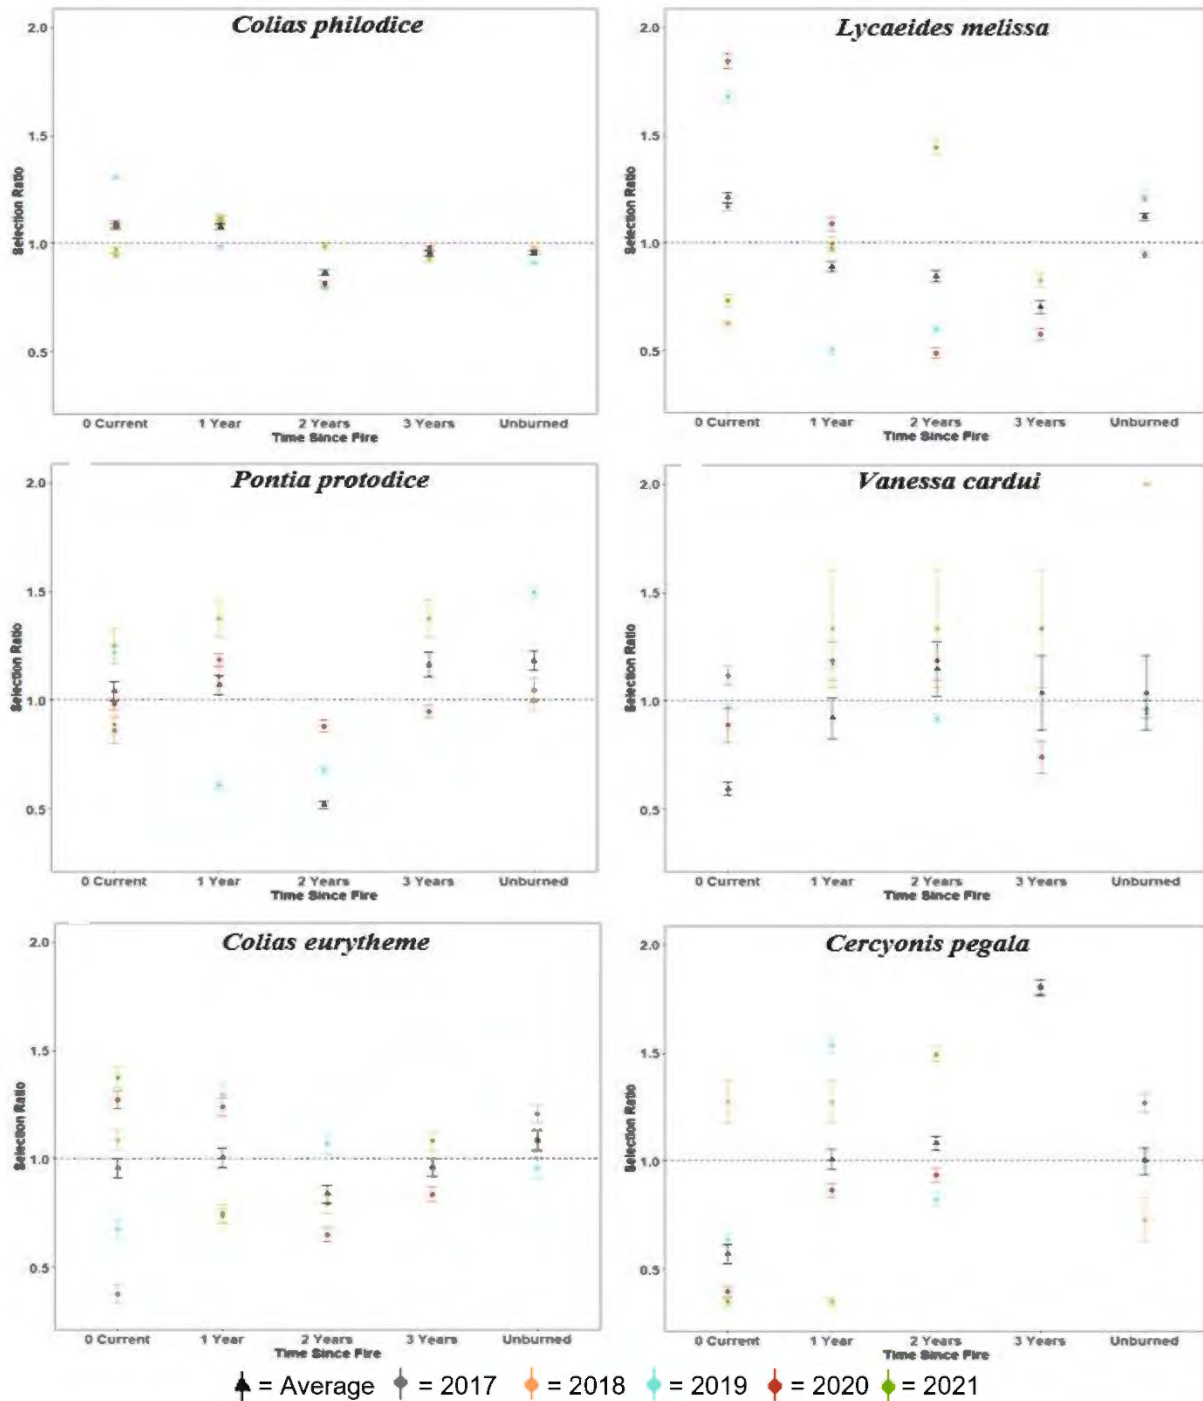 Colias philodice
2.0
1.5
1.0
0.5
Selection Ratio
0 Current 1 Year 2 Years 3 Years Unburned
Time Since Fire
Lycaeides melissa
2.0
1.5
1.0
0.5
Selection Ratio
0 Current 1 Year 2 Years 3 Years Unburned
Time Since Fire
Pontia protodice
2.0
1.5
1.0
0.5
Selection Ratio
0 Current 1 Year 2 Years 3 Years Unburned
Time Since Fire
Vanessa cardui
2.0
1.5
1.0
0.5
Selection Ratio
0 Current 1 Year 2 Years 3 Years Unburned
Time Since Fire
Colias eurytheme
2.0
1.5
1.0
0.5
Selection Ratio
0 Current 1 Year 2 Years 3 Years Unburned
Time Since Fire
Cercyonis pegala
2.0
1.5
1.0
0.5
Selection Ratio
0 Current 1 Year 2 Years 3 Years Unburned
Time Since Fire
= Average = 2017 = 2018 = 2019 = 2020 = 2021